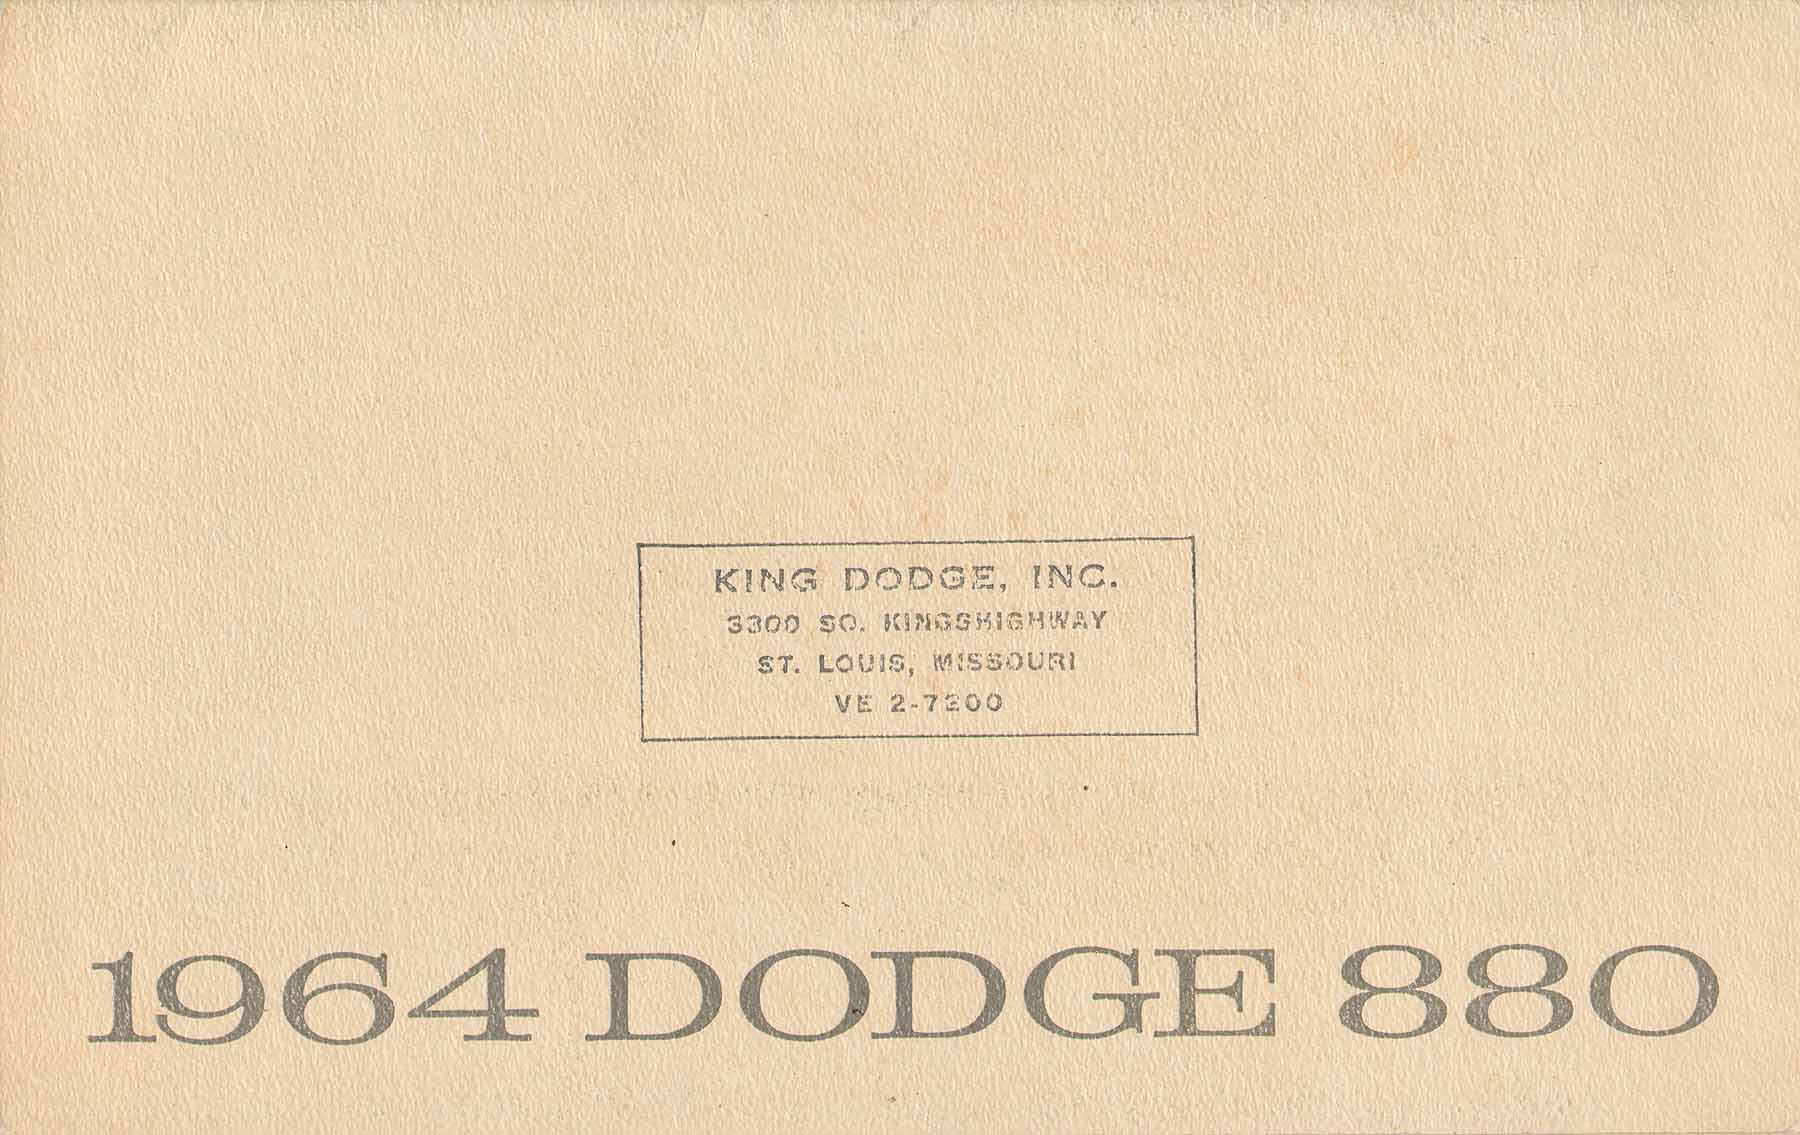 KING DODGE, INC.
3300 SO. KINGSHIGHWAY
ST. LOUIS, MISSOURI
VE 2-7200
1964 DODGE 880